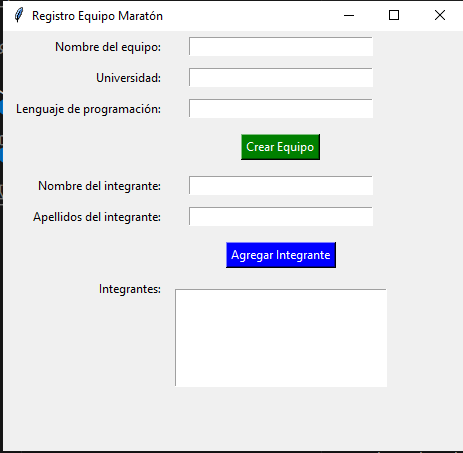 Registro Equipo Maratón
Nombre del equipo:
Universidad:
Lenguaje de programación:
Crear Equipo
Nombre del integrante:
Apellidos del integrante:
Agregar Integrante
Integrantes: